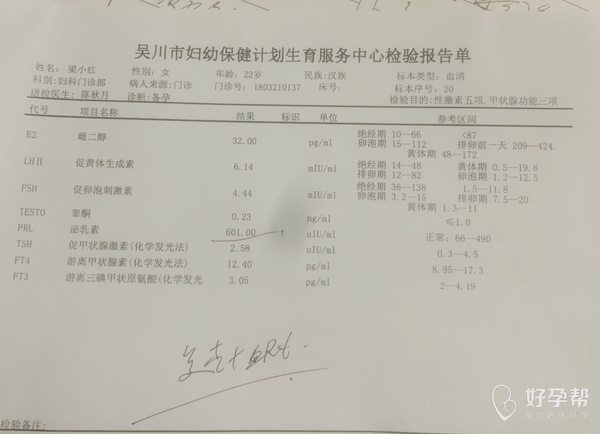 吴川市妇幼保健计划生育服务中心检验报告单
姓名: 梁小红 性别: 女 年龄: 22岁 民族: 汉族 标本类型: 血清
科别: 妇科门诊部 病人来源: 门诊 门诊号: 1803210137 床号: 标本序号: 20
送检医生: 陈秋月 诊断: 备孕 检验目的: 性激素五项,甲状腺功能三项
代号 项目名称 结果 标识 单位 参考区间
E2 雌二醇 32.00 pg/ml 绝经期 10—66 <87
卵泡期 15—112 排卵前一天 209—424.
黄体期 48—172
LHⅡ 促黄体生成素 6.14 mIU/ml 绝经期 14—48 黄体期 0.5—19.8
排卵期 12—82 卵泡期 1.2—12.5
FSH 促卵泡刺激素 4.44 mIU/ml 绝经期 36—138 1.5—11.8
卵泡期 3.2—15 排卵期 7.5—20
黄体期 1.3—11
TESTO 睾酮 0.23 ng/ml ≤1.0
PRL 泌乳素 601.00 ↑ uIU/ml 正常: 66—490
TSH 促甲状腺激素(化学发光法) 2.58 uIU/ml 0.3—4.5
FT4 游离甲状腺素(化学发光法) 12.40 pg/ml 8.95—17.3
FT3 游离三碘甲状原氨酸(化学发光 3.05 pg/ml 2—4.19
检验备注:
好孕帮